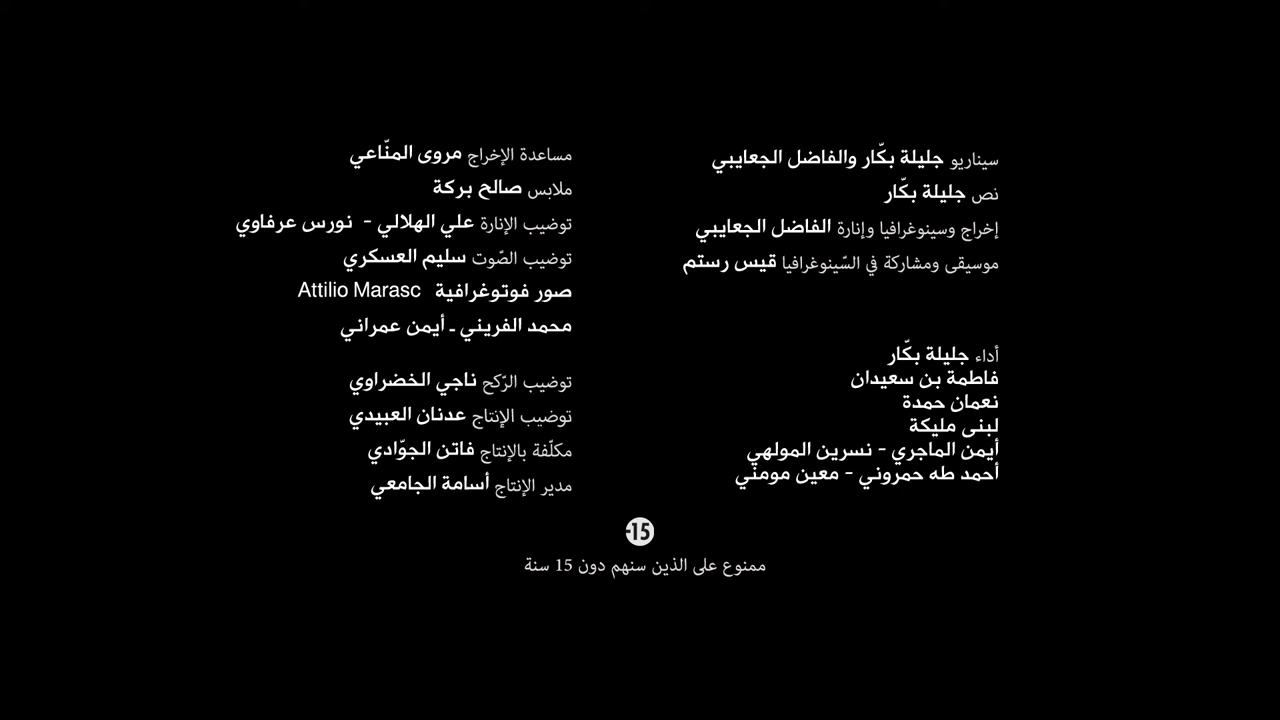 سيناريو جليلة بكّار والفاضل الجعايبي
نص جليلة بكّار
إخراج وسينوغرافيا وإنارة الفاضل الجعايبي
موسيقى ومشاركة في السّينوغرافيا قيس رستم
أداء جليلة بكّار
فاطمة بن سعيدان
نعمان حمدة
لبنى مليكة
أيمن الماجري - نسرين المولهي
أحمد طه حمروني - معين مومني
مساعدة الإخراج مروى المنّاعي
ملابس صالح بركة
توضيب الإنارة علي الهلالي - نورس عرفاوي
توضيب الصّوت سليم العسكري
صور فوتوغرافية Attilio Marasc
محمد الفريني ـ أيمن عمراني
توضيب الرّكح ناجي الخضراوي
توضيب الإنتاج عدنان العبيدي
مكلّفة بالإنتاج فاتن الجوّادي
مدير الإنتاج أسامة الجامعي
-15
ممنوع على الذين سنهم دون 15 سنة